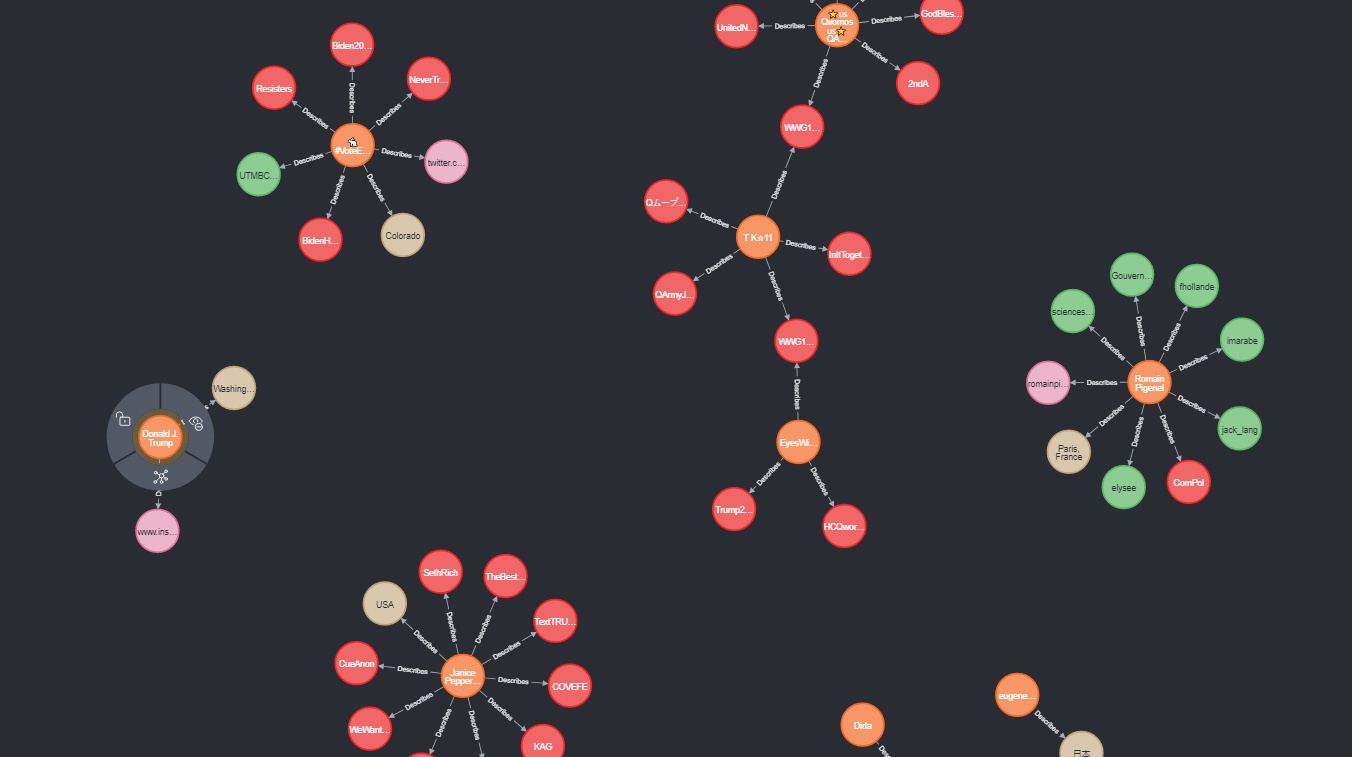 Biden20...
Resisters
NeverTr...
#VoteE...
UTMBC...
twitter.c...
BidenH...
Colorado
Describes
Describes
Describes
Describes
Describes
Describes
Describes
US
Qvomos
US
QA...
UnitedN...
GodBles...
2ndA
Describes
Describes
Describes
Describes
WWG1...
Describes
Qムーブ...
T K☆11
InItToget...
QArmyJ...
Describes
Describes
Describes
Describes
WWG1...
Describes
EyesWi...
Describes
Describes
Trump2...
HCQwor...
Gouvern...
fhollande
sciences...
imarabe
romainpi...
Romain
Pigenel
jack_lang
Paris,
France
elysee
ComPol
Describes
Describes
Describes
Describes
Describes
Describes
Describes
Describes
Describes
Washing...
Donald J.
Trump
www.ins...
SethRich
TheBest...
USA
TextTRU...
CueAnon
Janice
Pepper...
COVEFE
WeWant...
KAG
Describes
Describes
Describes
Describes
Describes
Describes
Describes
Describes
Describes
Describes
eugene...
Describes
Dida
日本